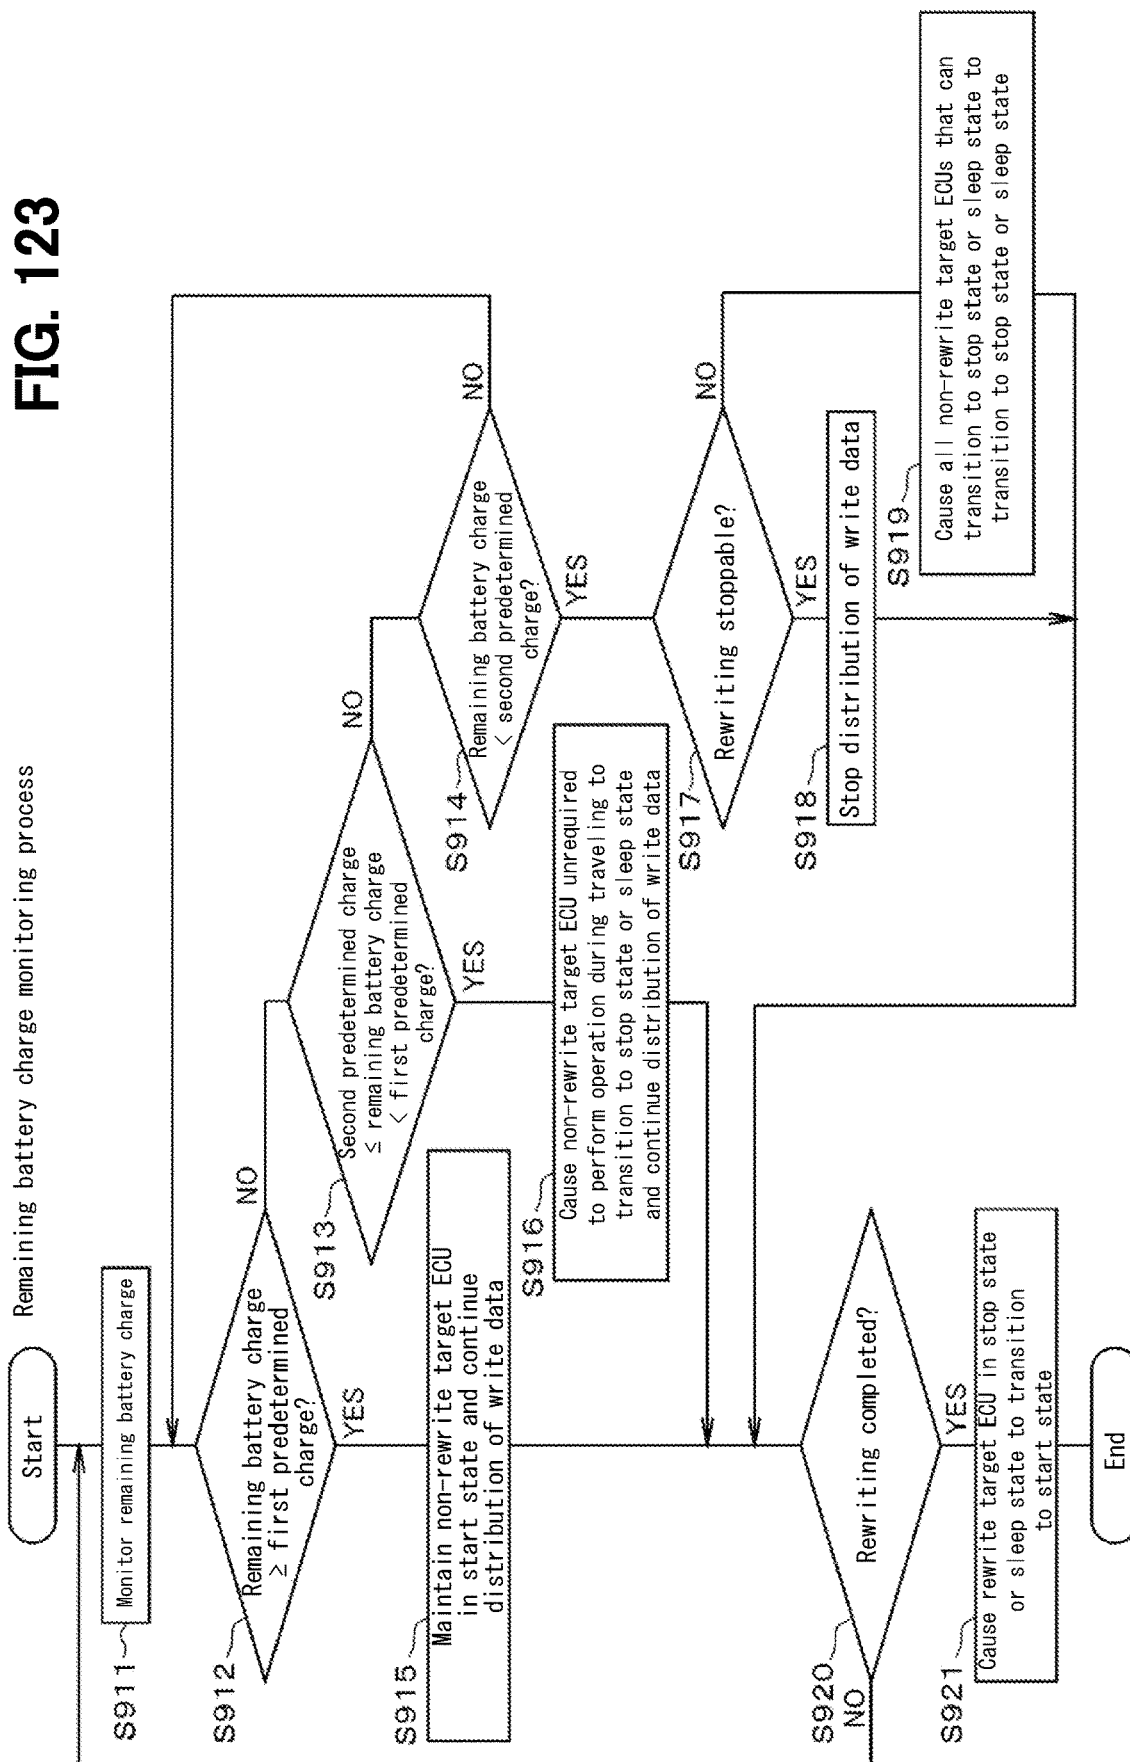 FIG. 123
Remaining battery charge monitoring process
Start
S911
Monitor remaining battery charge
S912
Remaining battery charge
≥ first predetermined
charge?
NO
YES
S913
Second predetermined charge
≤ remaining battery charge
< first predetermined
charge?
NO
YES
S914
Remaining battery charge
< second predetermined
charge?
NO
YES
S915
Maintain non-rewrite target ECU
in start state and continue
distribution of write data
S916
Cause non-rewrite target ECU unrequired
to perform operation during traveling to
transition to stop state or sleep state
and continue distribution of write data
S917
Rewriting stoppable?
NO
YES
S918
Stop distribution of write data
S919
Cause all non-rewrite target ECUs that can
transition to stop state or sleep state to
transition to stop state or sleep state
S920
Rewriting completed?
NO
YES
S921
Cause rewrite target ECU in stop state
or sleep state to transition
to start state
End